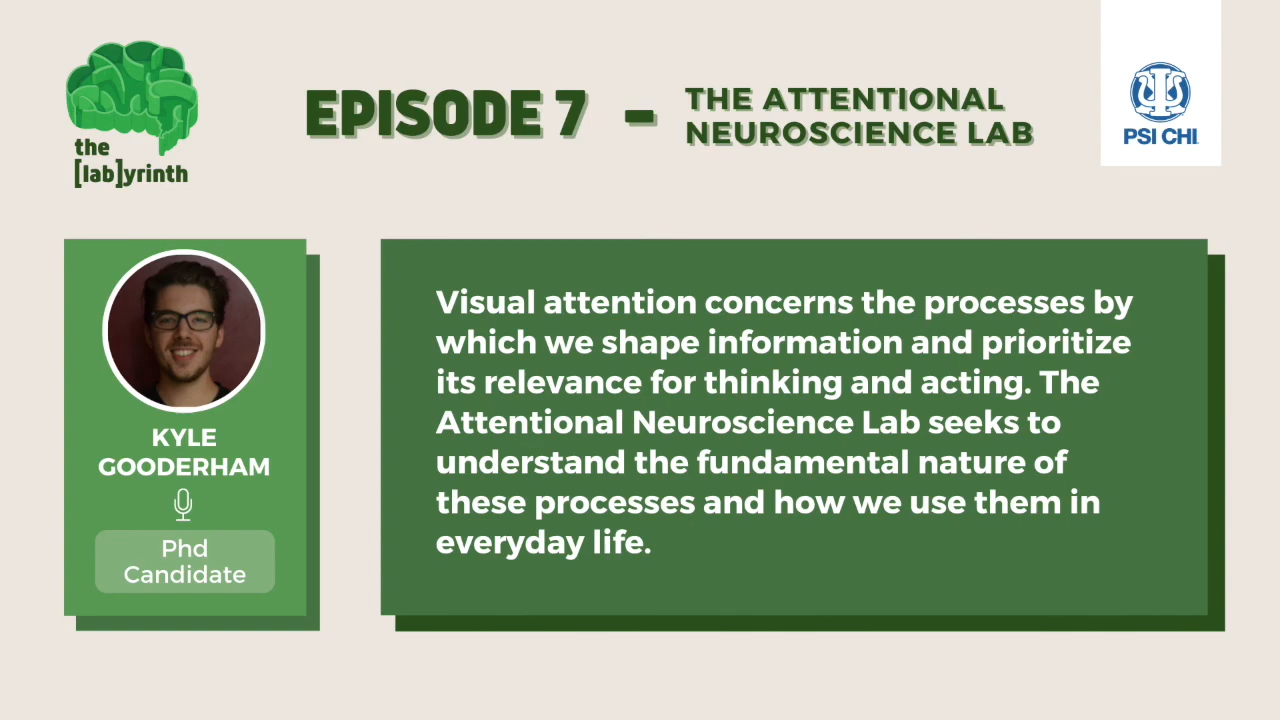 the
[lab]yrinth
EPISODE 7 -
THE ATTENTIONAL
NEUROSCIENCE LAB
PSI CHI
KYLE
GOODERHAM
Phd
Candidate
Visual attention concerns the processes by
which we shape information and prioritize
its relevance for thinking and acting. The
Attentional Neuroscience Lab seeks to
understand the fundamental nature of
these processes and how we use them in
everyday life.